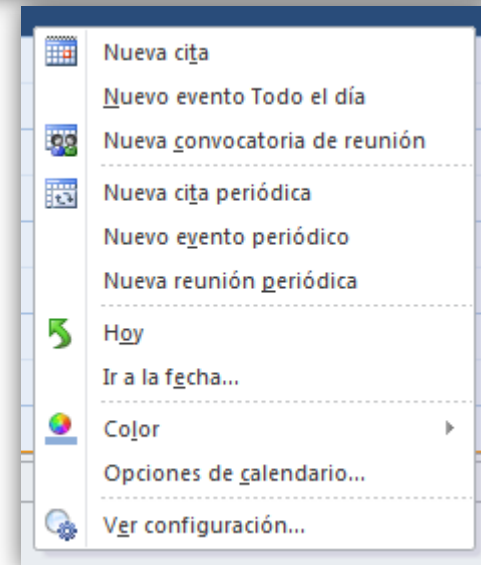 Nueva cita
Nuevo evento Todo el día
Nueva convocatoria de reunión
Nueva cita periódica
Nuevo evento periódico
Nueva reunión periódica
Hoy
Ir a la fecha...
Color
Opciones de calendario...
Ver configuración...